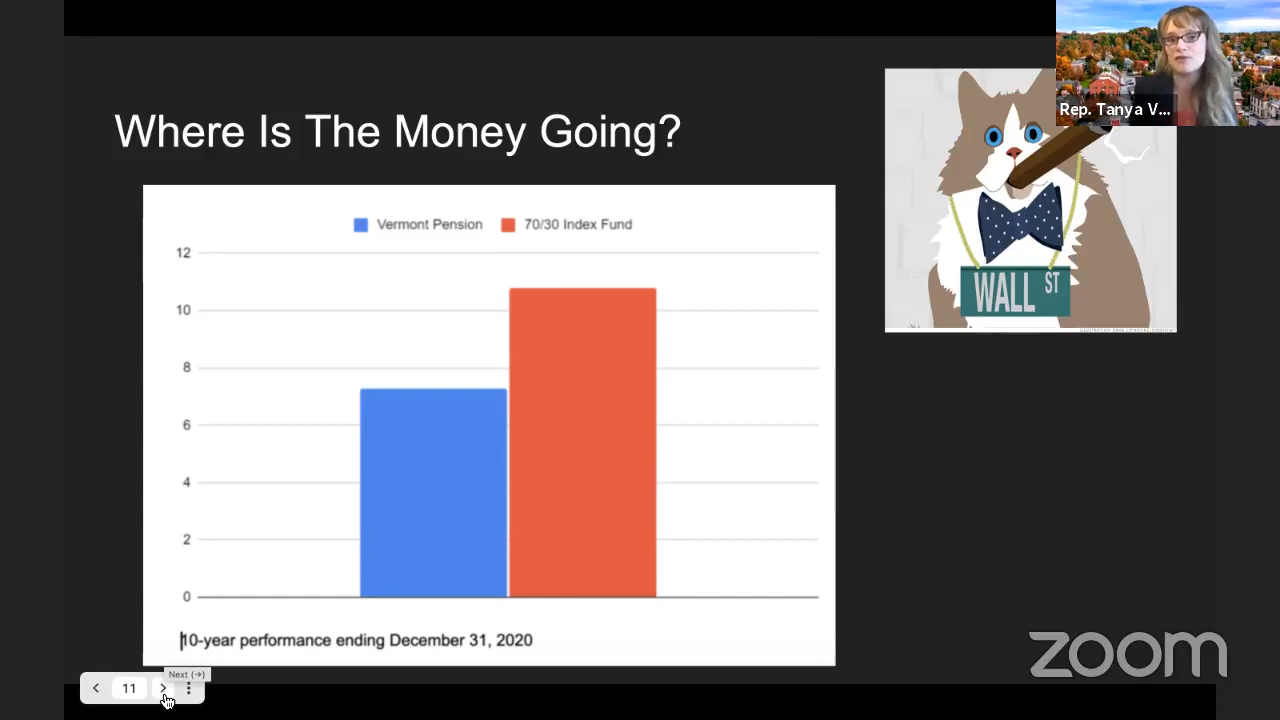 Rep. Tanya V...
Where Is The Money Going?
WALL ST
Vermont Pension
70/30 Index Fund
12
10
8
6
4
2
0
10-year performance ending December 31, 2020
Next (→)
11
zoom